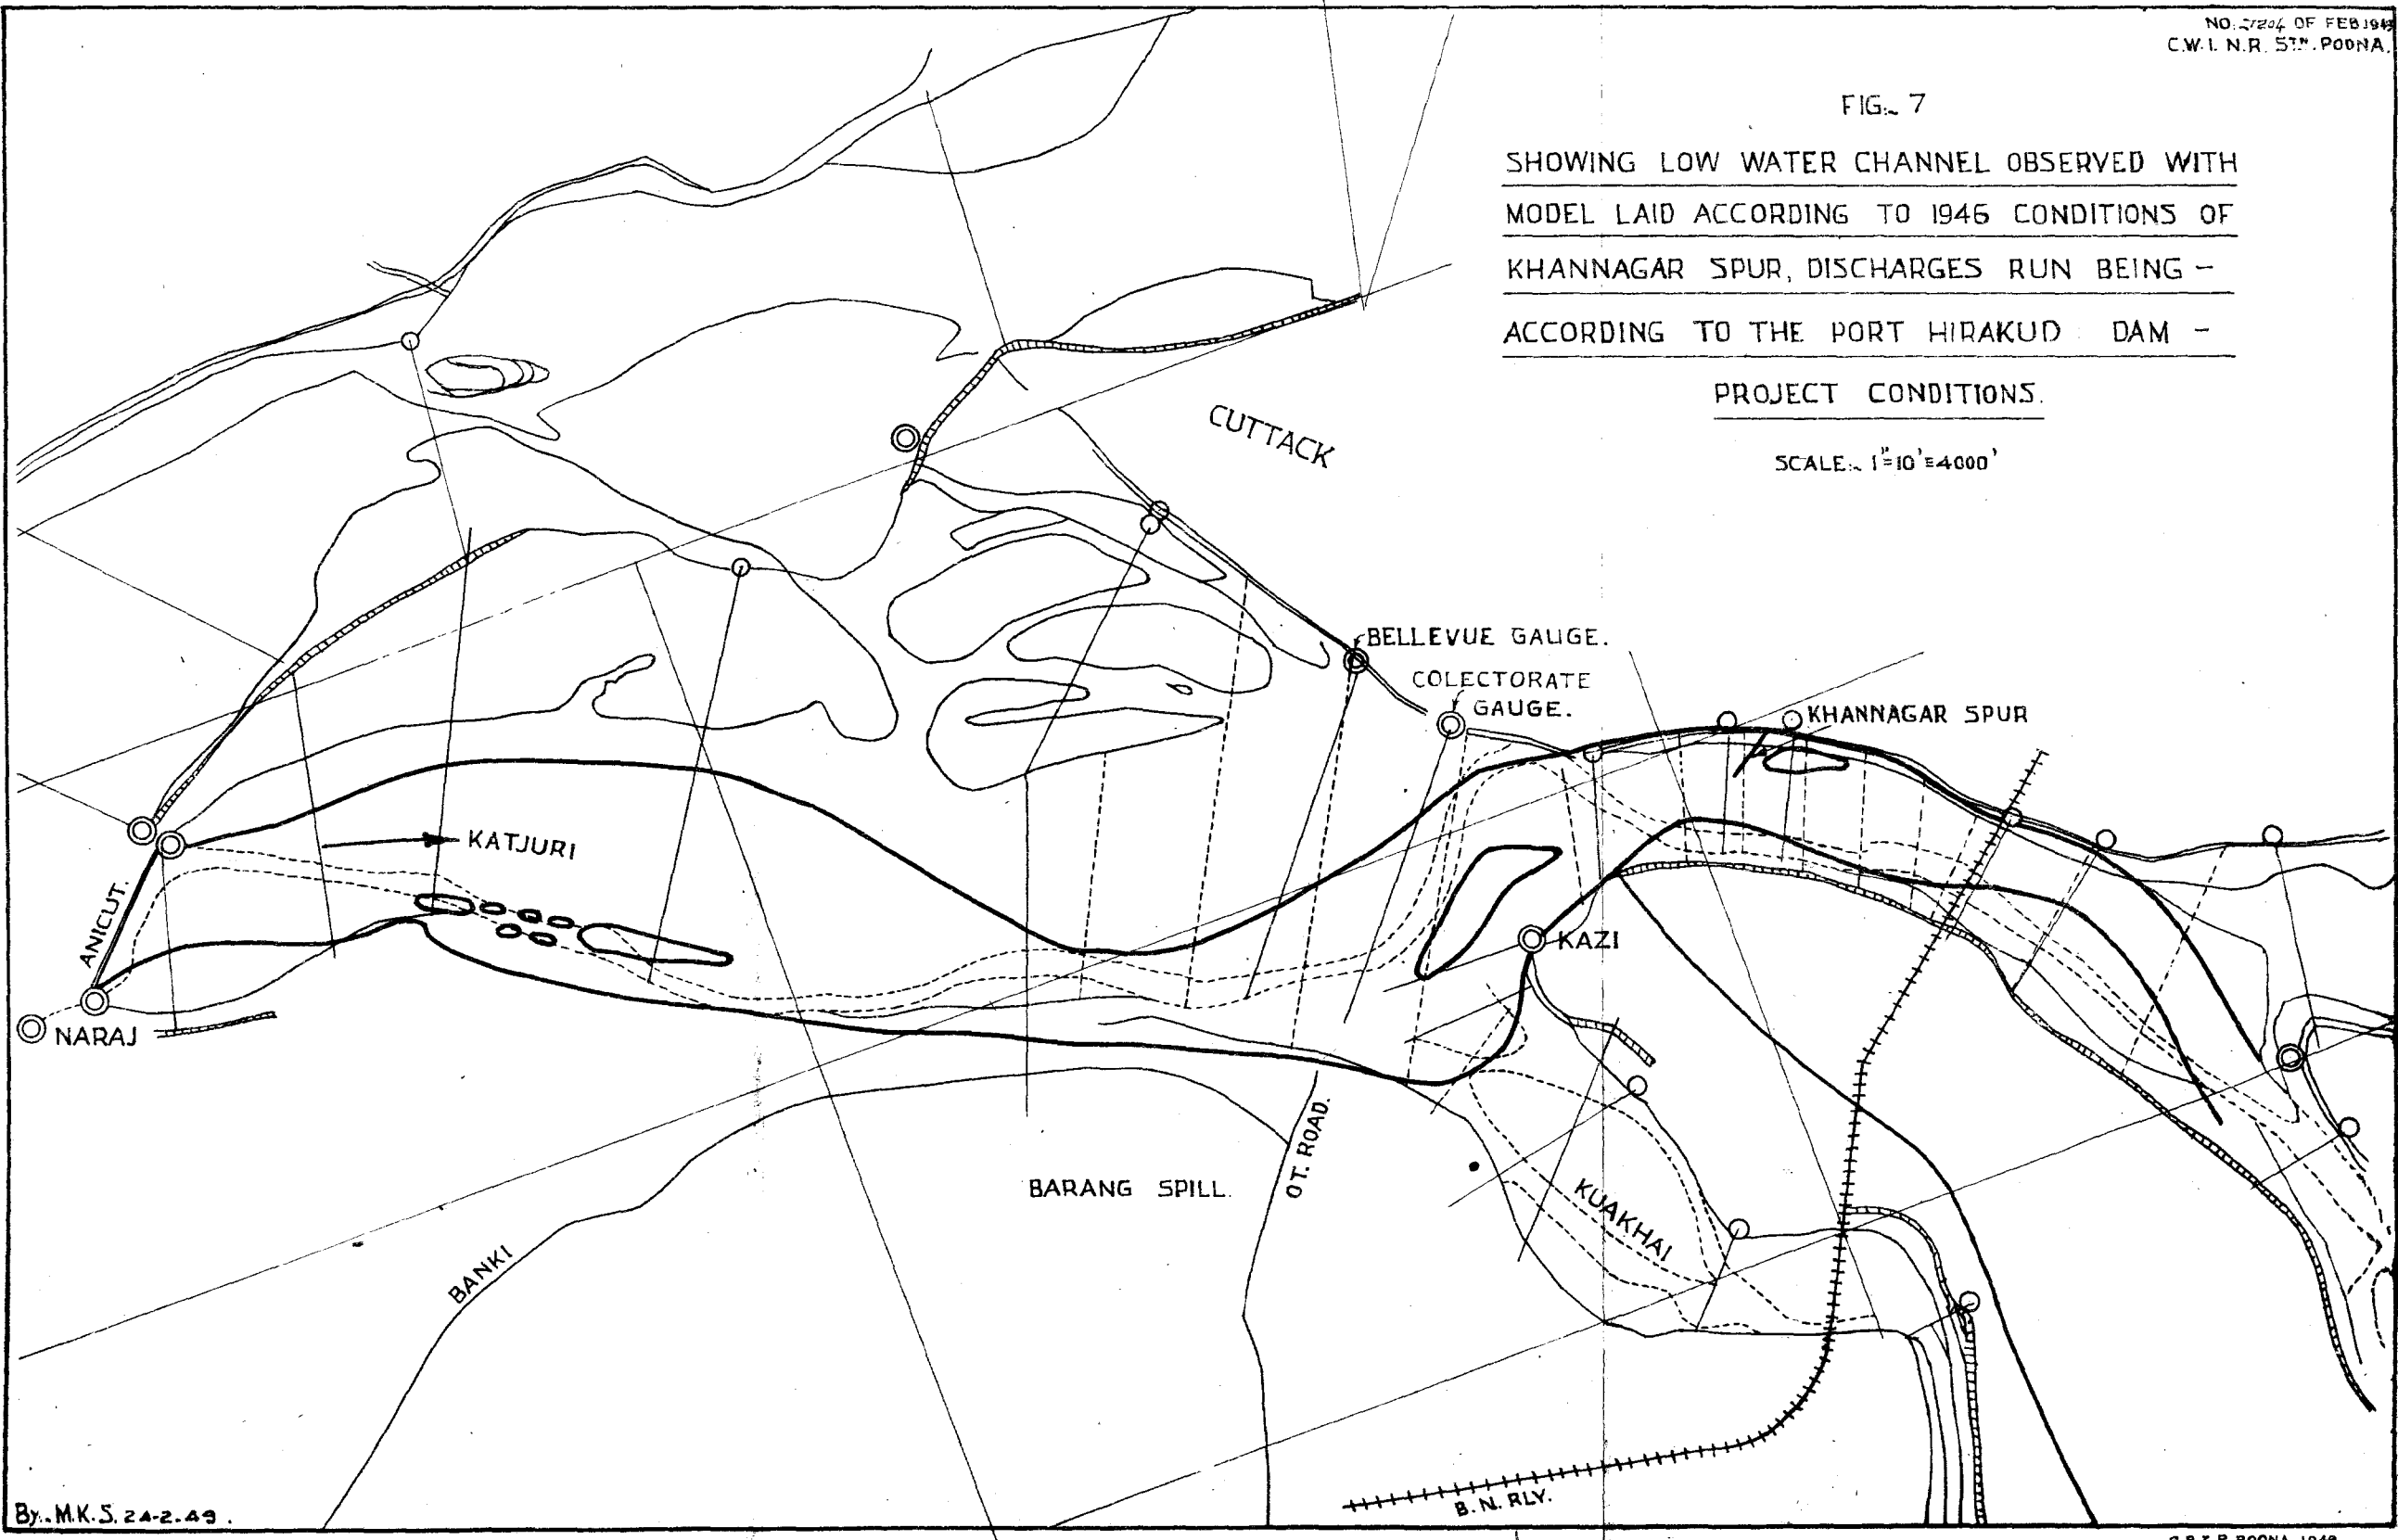 NO. OF FEB 1949
C.W.I. N.R. STN. POONA.
FIG:~ 7
SHOWING LOW WATER CHANNEL OBSERVED WITH
MODEL LAID ACCORDING TO 1946 CONDITIONS OF
KHANNAGAR SPUR, DISCHARGES RUN BEING -
ACCORDING TO THE PORT HIRAKUD DAM -
PROJECT CONDITIONS.
SCALE:~ 1"=10'=4000'
CUTTACK
BELLEVUE GAUGE.
COLECTORATE
GAUGE.
KHANNAGAR SPUR
KATJURI
ANICUT.
KAZI
NARAJ
OT. ROAD.
BARANG SPILL.
KUAKHAI
BANKI
B. N. RLY.
By:. M.K.S. 24-2-49.
POONA, 1949